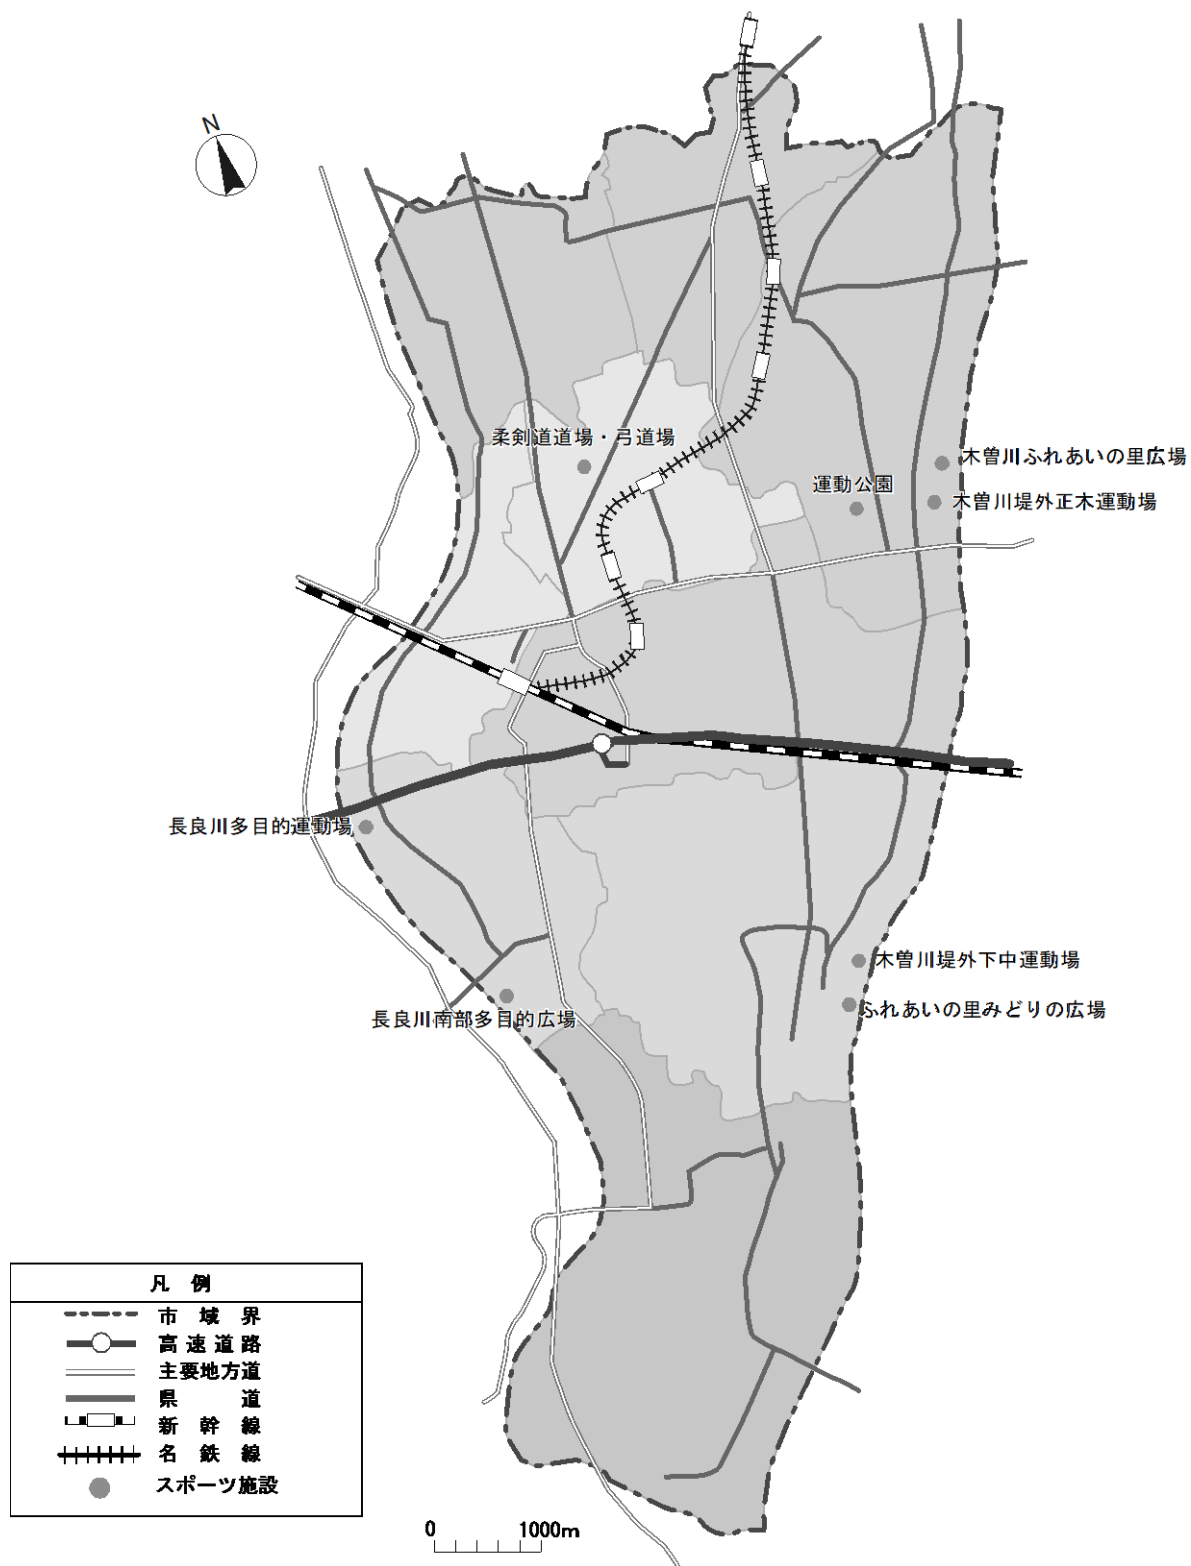 N
柔剣道道場・弓道場
木曽川ふれあいの里広場
運動公園
木曽川堤外正木運動場
長良川多目的運動場
木曽川堤外下中運動場
ふれあいの里みどりの広場
長良川南部多目的広場
凡 例
市 域 界
高 速 道 路
主要地方道
県 道
新 幹 線
名 鉄 線
スポーツ施設
0 1000m